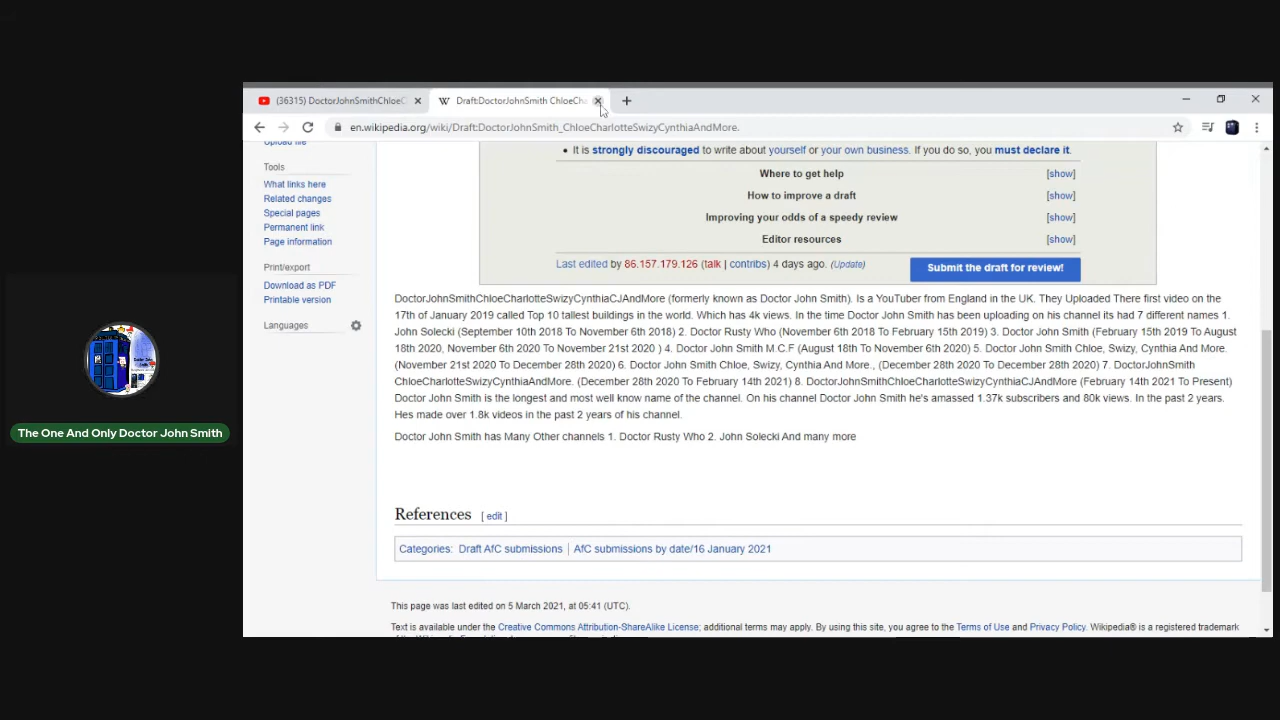 (36315) DoctorJohnSmithChloeC
Draft:DoctorJohnSmith ChloeCha
en.wikipedia.org/wiki/Draft:DoctorJohnSmith_ChloeCharlotteSwizyCynthiaAndMore.
Upload file
• It is strongly discouraged to write about yourself or your own business. If you do so, you must declare it.
Tools
What links here
Related changes
Special pages
Permanent link
Page information
Print/export
Download as PDF
Printable version
Languages
Where to get help [show]
How to improve a draft [show]
Improving your odds of a speedy review [show]
Editor resources [show]
Last edited by 86.157.179.126 (talk | contribs) 4 days ago. (Update)
Submit the draft for review!
DoctorJohnSmithChloeCharlotteSwizyCynthiaCJAndMore (formerly known as Doctor John Smith). Is a YouTuber from England in the UK. They Uploaded There first video on the
17th of January 2019 called Top 10 tallest buildings in the world. Which has 4k views. In the time Doctor John Smith has been uploading on his channel its had 7 different names 1.
John Solecki (September 10th 2018 To November 6th 2018) 2. Doctor Rusty Who (November 6th 2018 To February 15th 2019) 3. Doctor John Smith (February 15th 2019 To August
18th 2020, November 6th 2020 To November 21st 2020 ) 4. Doctor John Smith M.C.F (August 18th To November 6th 2020) 5. Doctor John Smith Chloe, Swizy, Cynthia And More.
(November 21st 2020 To December 28th 2020) 6. Doctor John Smith Chloe, Swizy, Cynthia And More., (December 28th 2020 To December 28th 2020) 7. DoctorJohnSmith
ChloeCharlotteSwizyCynthiaAndMore. (December 28th 2020 To February 14th 2021) 8. DoctorJohnSmithChloeCharlotteSwizyCynthiaCJAndMore (February 14th 2021 To Present)
Doctor John Smith is the longest and most well know name of the channel. On his channel Doctor John Smith he's amassed 1.37k subscribers and 80k views. In the past 2 years.
Hes made over 1.8k videos in the past 2 years of his channel.
Doctor John Smith has Many Other channels 1. Doctor Rusty Who 2. John Solecki And many more
References [ edit ]
Categories: Draft AfC submissions | AfC submissions by date/16 January 2021
This page was last edited on 5 March 2021, at 05:41 (UTC).
Text is available under the Creative Commons Attribution-ShareAlike License; additional terms may apply. By using this site, you agree to the Terms of Use and Privacy Policy. Wikipedia® is a registered trademark
The One And Only Doctor John Smith